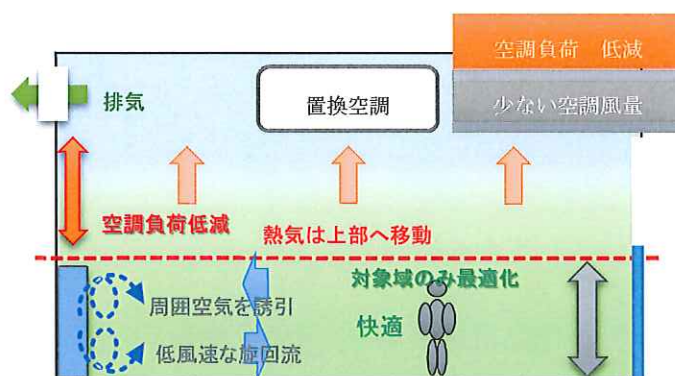 空調負荷 低減
少ない空調風量
排気
置換空調
空調負荷低減
熱気は上部へ移動
対象域のみ最適化
周囲空気を誘引
快適
低風速な旋回流